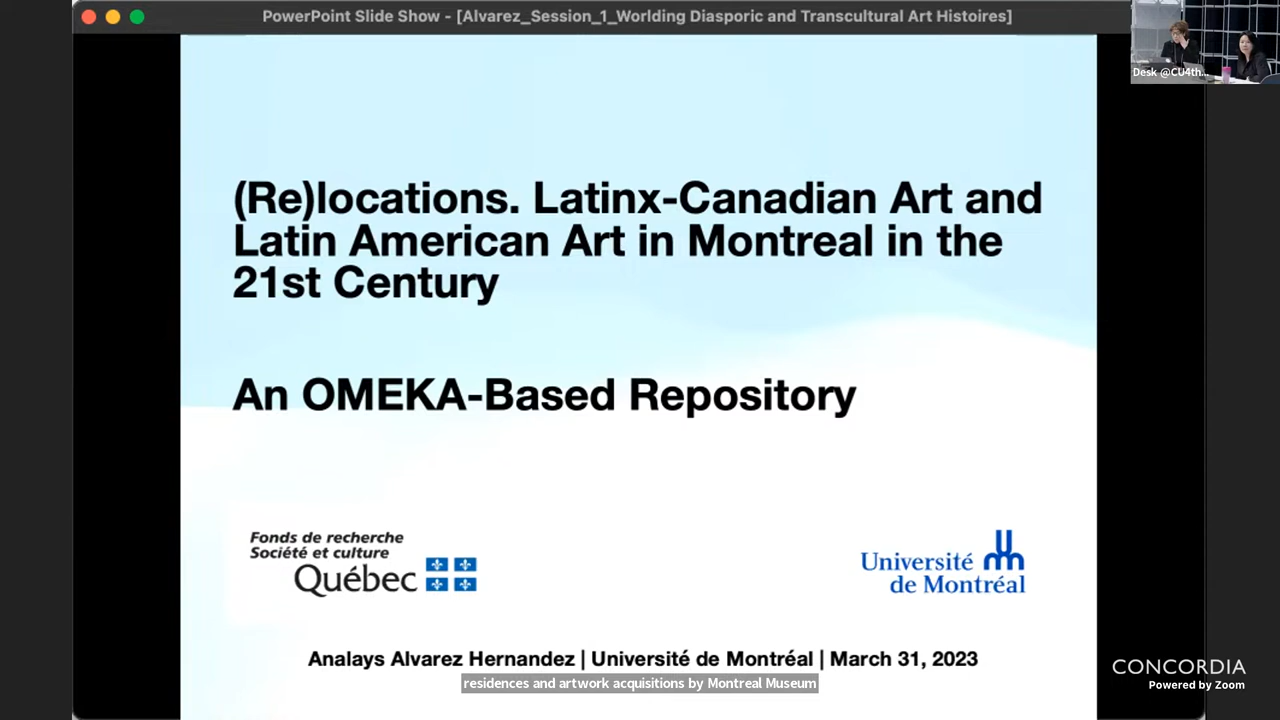 PowerPoint Slide Show - [Alvarez_Session_1_Worlding Diasporic and Transcultural Art Histoires]
Desk @CU4th...
(Re)locations. Latinx-Canadian Art and
Latin American Art in Montreal in the
21st Century
An OMEKA-Based Repository
Fonds de recherche
Société et culture
Québec
Université
de Montréal
Analays Alvarez Hernandez | Université de Montréal | March 31, 2023
residences and artwork acquisitions by Montreal Museum
CONCORDIA
Powered by Zoom